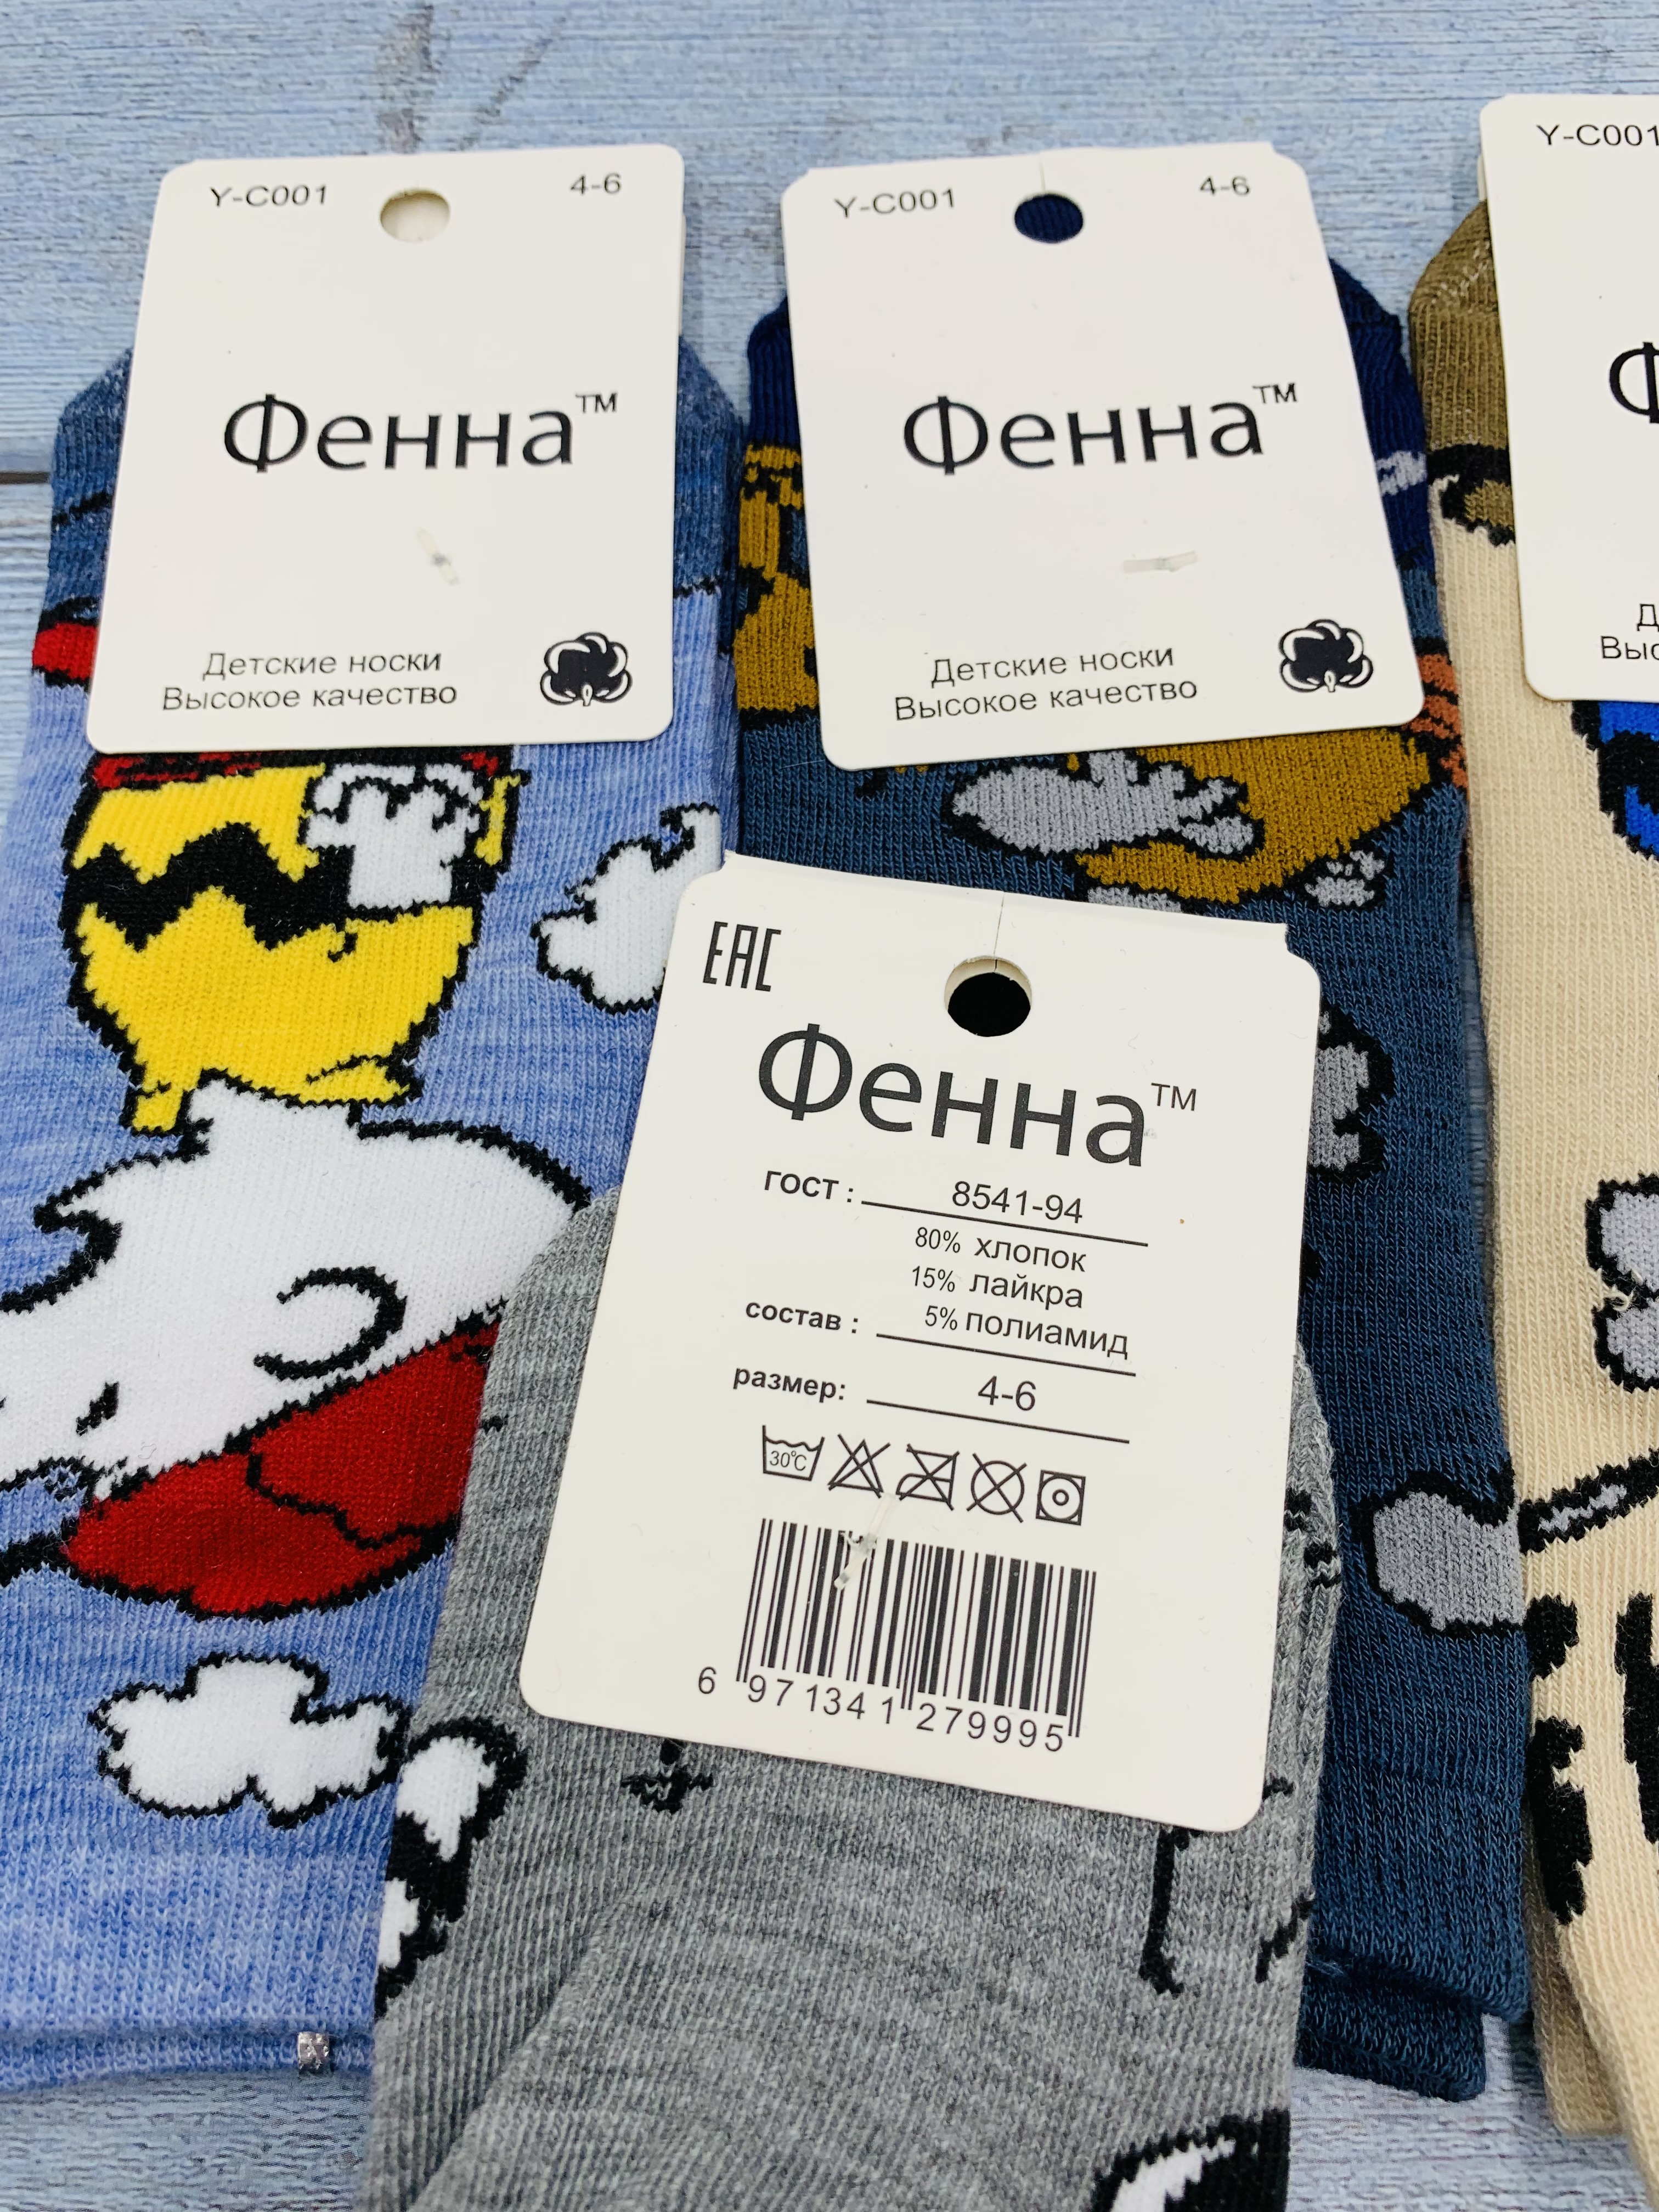 Y-C001 4-6
Фенна™
Детские носки
Высокое качество
Y-C001 4-6
Фенна™
Детские носки
Высокое качество
Y-C001
EAC
Фенна™
ГОСТ : 8541-94
80% хлопок
15% лайкра
состав : 5% полиамид
размер: 4-6
30°C
6 971341 279995